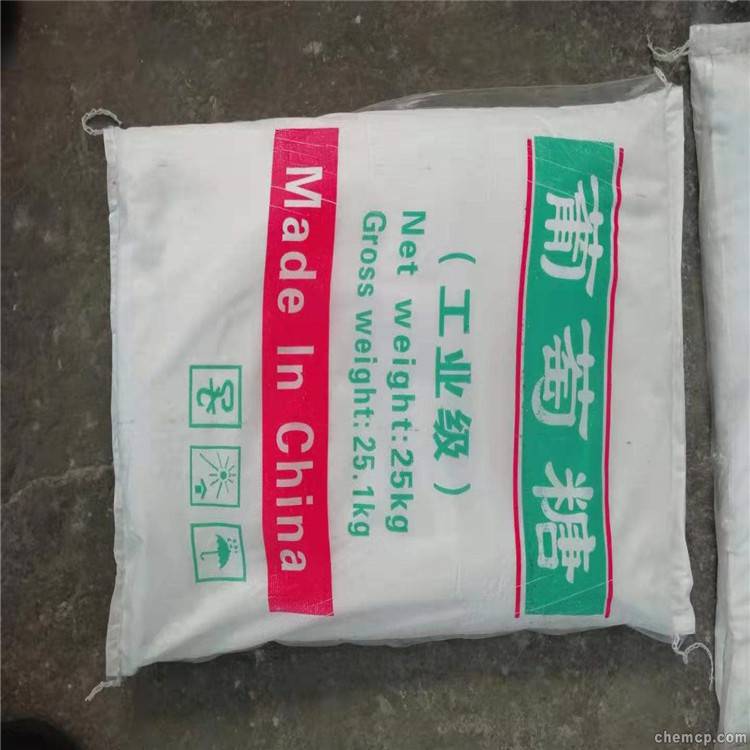 葡萄糖
（工业级）
Net weight:25kg
Gross weight:25.1kg
Made In China
chemcp.com